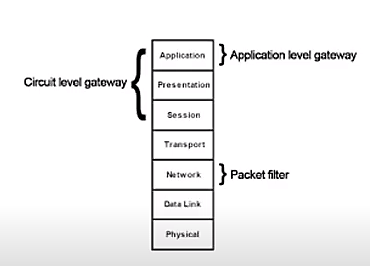 Application
Application level gateway
Circuit level gateway
Presentation
Session
Transport
Network
Packet filter
Data Link
Physical